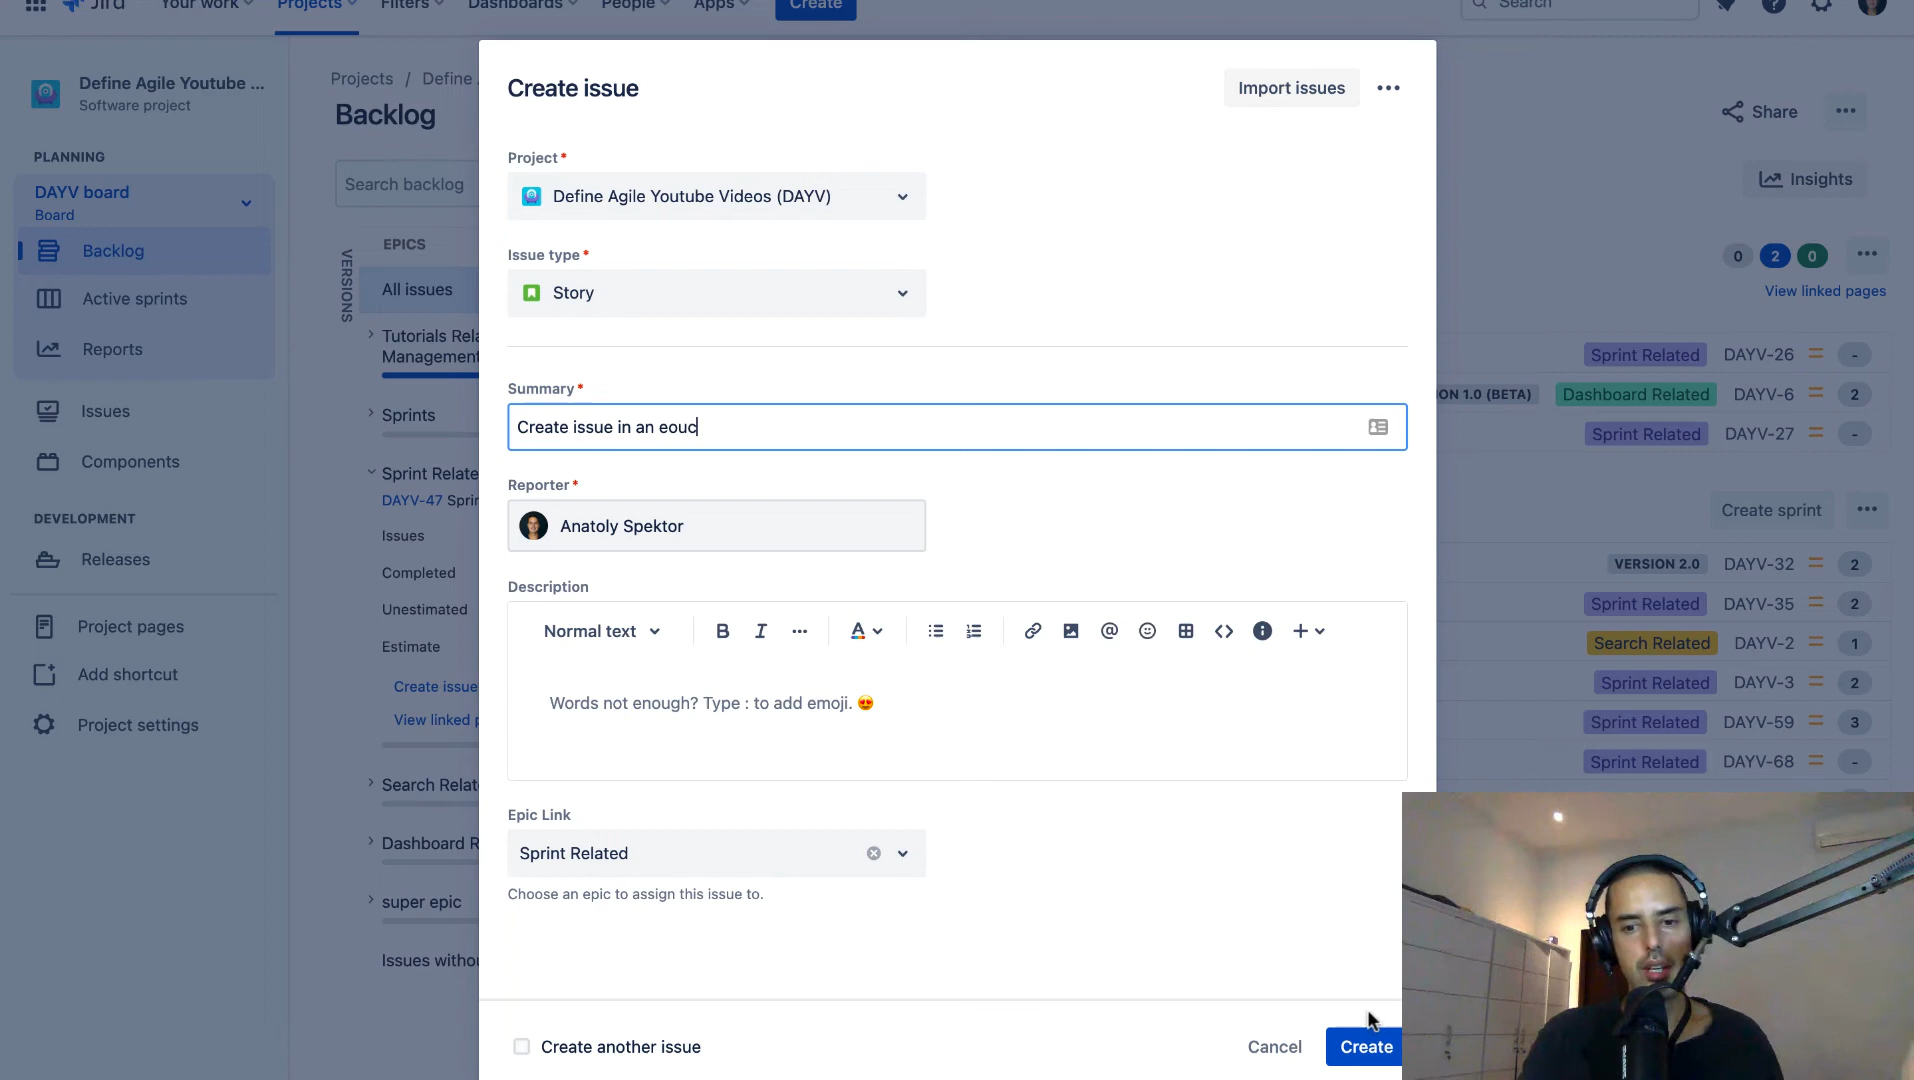 Jira
Your work
Projects
Filters
Dashboards
People
Apps
Create
Search
Define Agile Youtube ...
Software project
PLANNING
DAYV board
Board
Backlog
Active sprints
Reports
Issues
Components
DEVELOPMENT
Releases
Project pages
Add shortcut
Project settings
Projects / Define
Backlog
Search backlog
VERSIONS
EPICS
All issues
Tutorials Rela
Management
Sprints
Sprint Relate
DAYV-47 Sprin
Issues
Completed
Unestimated
Estimate
Create issue
View linked p
Search Relat
Dashboard R
super epic
Issues withou
Create issue
Import issues
Project*
Define Agile Youtube Videos (DAYV)
Issue type*
Story
Summary*
Create issue in an eouc
Reporter*
Anatoly Spektor
Description
Normal text
B I A @ + 
Words not enough? Type : to add emoji.
Epic Link
Sprint Related
Choose an epic to assign this issue to.
Create another issue
Cancel
Create
Share
Insights
0 2 0
View linked pages
Sprint Related DAYV-26 -
ON 1.0 (BETA) Dashboard Related DAYV-6 2
Sprint Related DAYV-27 -
Create sprint
VERSION 2.0 DAYV-32 2
Sprint Related DAYV-35 2
Search Related DAYV-2 1
Sprint Related DAYV-3 2
Sprint Related DAYV-59 3
Sprint Related DAYV-68 -